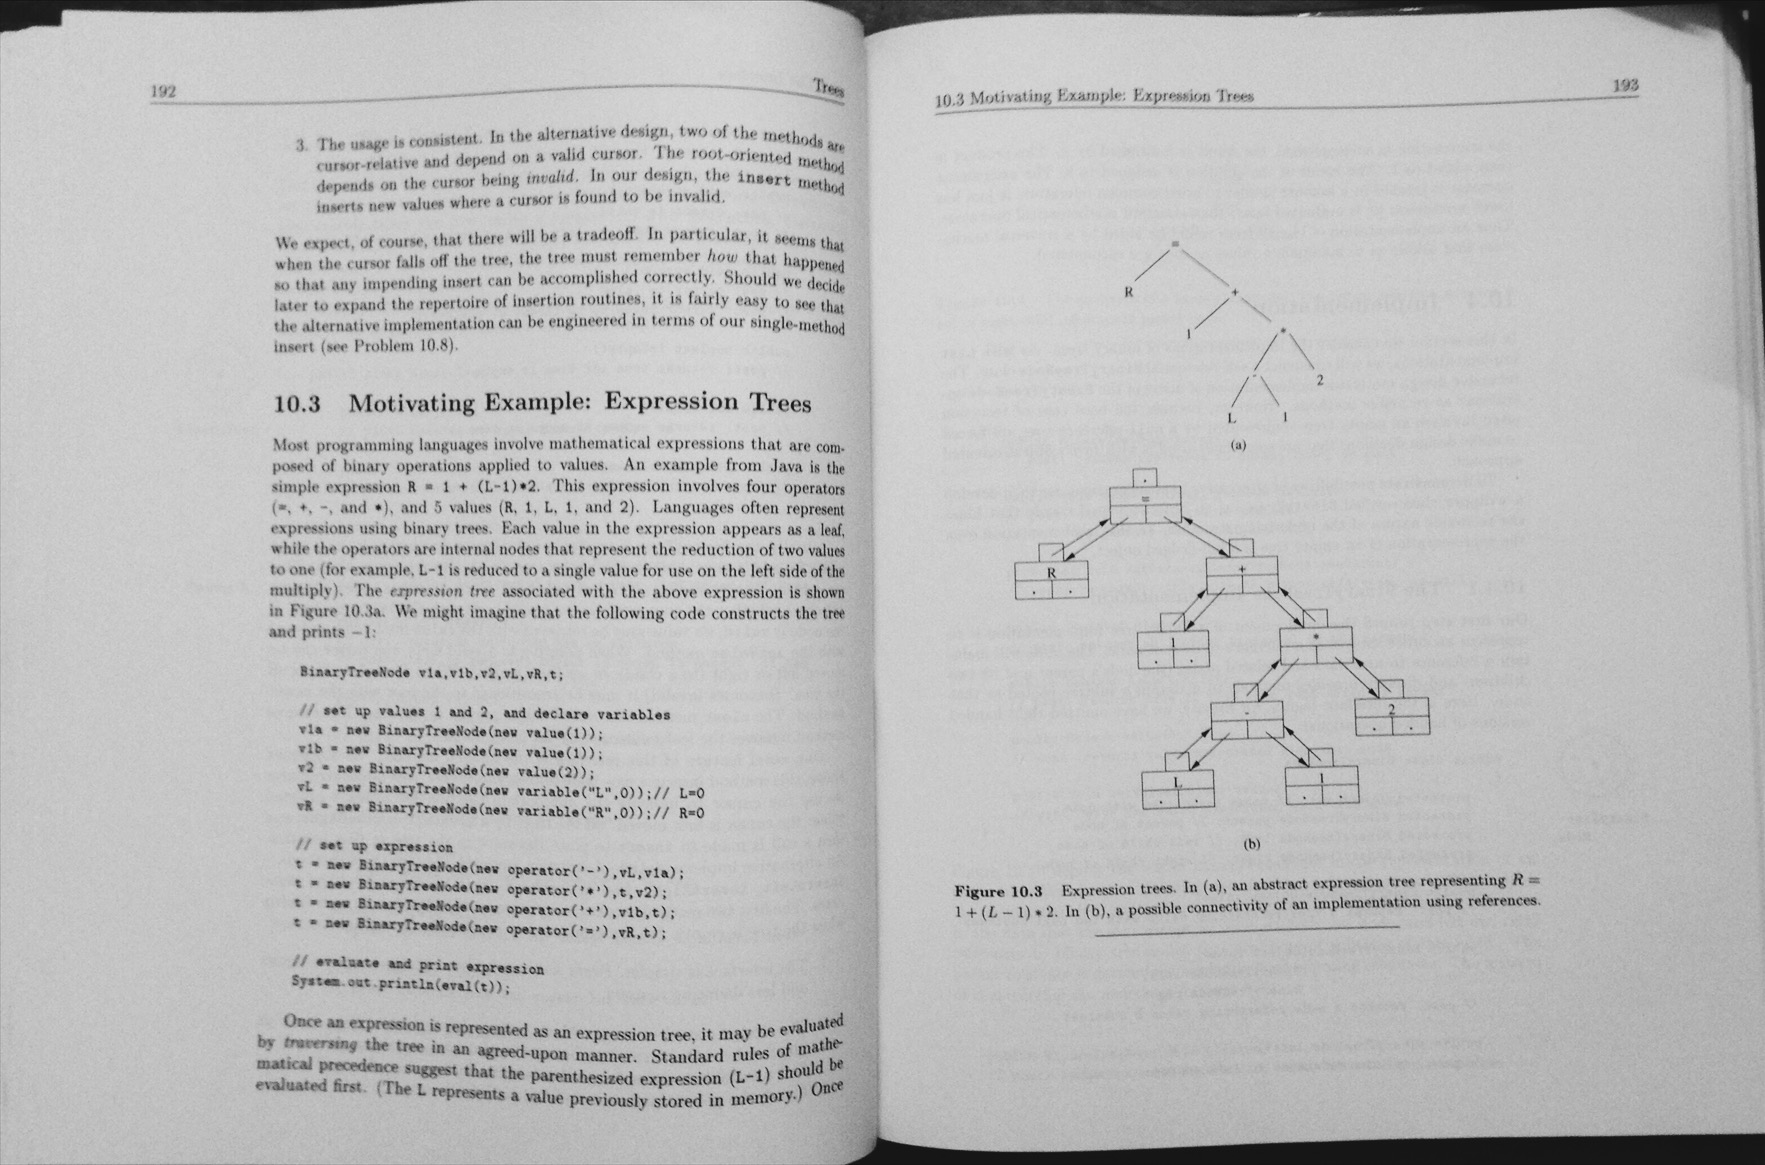 192
Trees
3. The usage is consistent. In the alternative design, two of the methods are
cursor-relative and depend on a valid cursor. The root-oriented method
depends on the cursor being invalid. In our design, the insert method
inserts new values where a cursor is found to be invalid.
We expect, of course, that there will be a tradeoff. In particular, it seems that
when the cursor falls off the tree, the tree must remember how that happened
so that any impending insert can be accomplished correctly. Should we decide
later to expand the repertoire of insertion routines, it is fairly easy to see that
the alternative implementation can be engineered in terms of our single-method
insert (see Problem 10.8).
10.3 Motivating Example: Expression Trees
Most programming languages involve mathematical expressions that are com-
posed of binary operations applied to values. An example from Java is the
simple expression R = 1 + (L-1)*2. This expression involves four operators
(=, +, -, and *), and 5 values (R, 1, L, 1, and 2). Languages often represent
expressions using binary trees. Each value in the expression appears as a leaf,
while the operators are internal nodes that represent the reduction of two values
to one (for example, L-1 is reduced to a single value for use on the left side of the
multiply). The expression tree associated with the above expression is shown
in Figure 10.3a. We might imagine that the following code constructs the tree
and prints −1:
BinaryTreeNode v1a,v1b,v2,vL,vR,t;
// set up values 1 and 2, and declare variables
v1a = new BinaryTreeNode(new value(1));
v1b = new BinaryTreeNode(new value(1));
v2 = new BinaryTreeNode(new value(2));
vL = new BinaryTreeNode(new variable("L",0));// L=0
vR = new BinaryTreeNode(new variable("R",0));// R=0
// set up expression
t = new BinaryTreeNode(new operator('-'),vL,v1a);
t = new BinaryTreeNode(new operator('*'),t,v2);
t = new BinaryTreeNode(new operator('+'),v1b,t);
t = new BinaryTreeNode(new operator('='),vR,t);
// evaluate and print expression
System.out.println(eval(t));
Once an expression is represented as an expression tree, it may be evaluated
by traversing the tree in an agreed-upon manner. Standard rules of mathe-
matical precedence suggest that the parenthesized expression (L-1) should be
evaluated first. (The L represents a value previously stored in memory.) Once
10.3 Motivating Example: Expression Trees
193
=
R
+
1
*
-
2
L
1
(a)
=
R
+
1
*
-
2
L
1
(b)
Figure 10.3 Expression trees. In (a), an abstract expression tree representing R =
1 + (L − 1) * 2. In (b), a possible connectivity of an implementation using references.